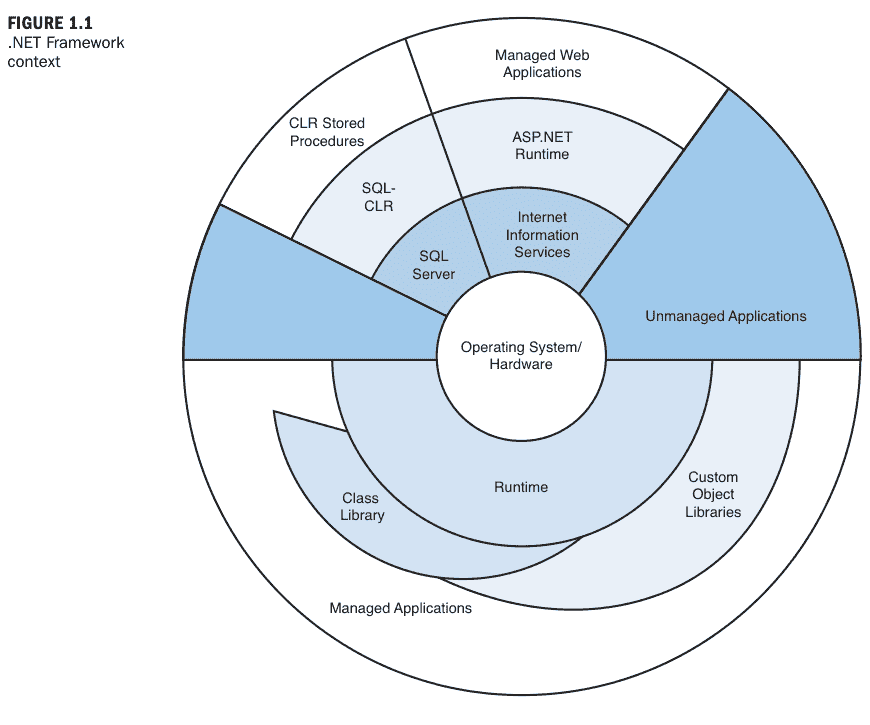 FIGURE 1.1
.NET Framework
context
Managed Web
Applications
CLR Stored
Procedures
ASP.NET
Runtime
SQL-
CLR
Internet
Information
Services
SQL
Server
Unmanaged Applications
Operating System/
Hardware
Runtime
Custom
Object
Libraries
Class
Library
Managed Applications